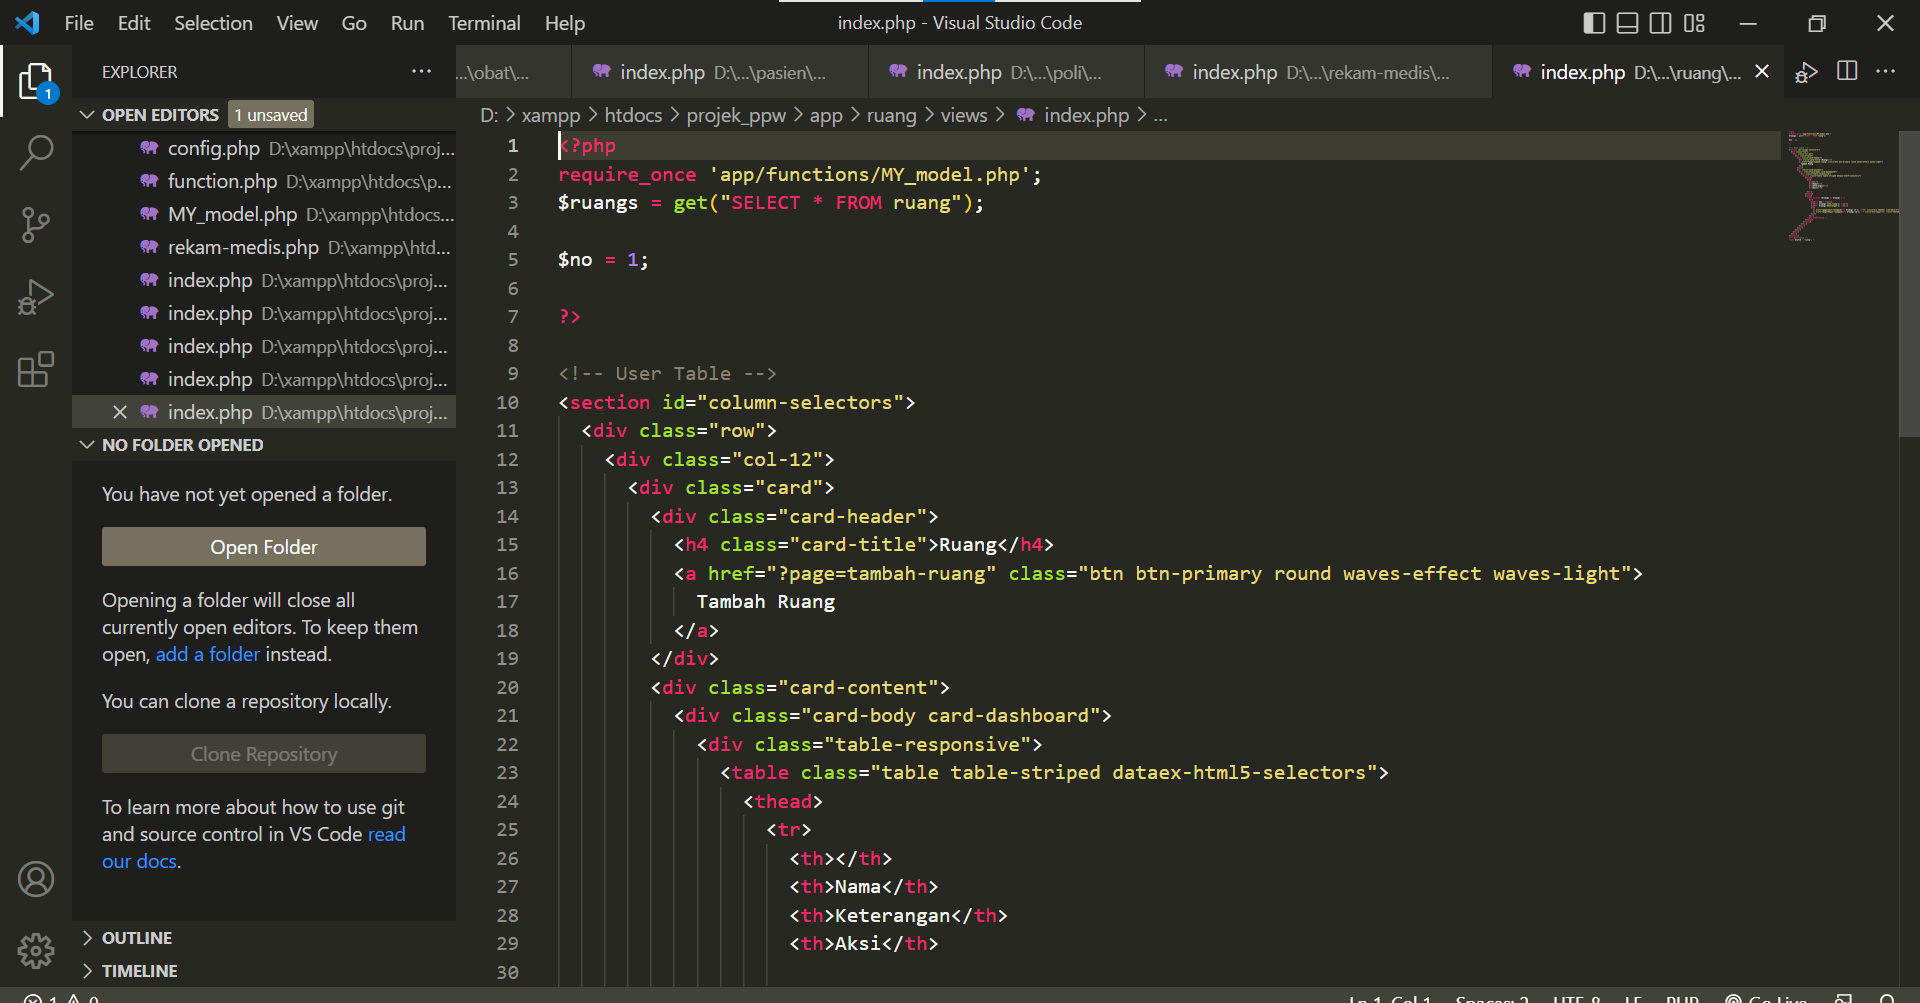 File Edit Selection View Go Run Terminal Help
index.php - Visual Studio Code
EXPLORER ...
...\obat\...
index.php D:\...\pasien\...
index.php D:\...\poli\...
index.php D:\...\rekam-medis\...
index.php D:\...\ruang\...
1
OPEN EDITORS 1 unsaved
D: > xampp > htdocs > projek_ppw > app > ruang > views > index.php > ...
config.php D:\xampp\htdocs\proj...
function.php D:\xampp\htdocs\p...
MY_model.php D:\xampp\htdocs...
rekam-medis.php D:\xampp\htd...
index.php D:\xampp\htdocs\proj...
index.php D:\xampp\htdocs\proj...
index.php D:\xampp\htdocs\proj...
index.php D:\xampp\htdocs\proj...
index.php D:\xampp\htdocs\proj...
NO FOLDER OPENED
You have not yet opened a folder.
Open Folder
Opening a folder will close all
currently open editors. To keep them
open, add a folder instead.
You can clone a repository locally.
Clone Repository
To learn more about how to use git
and source control in VS Code read
our docs.
OUTLINE
TIMELINE
1 <?php
2 require_once 'app/functions/MY_model.php';
3 $ruangs = get("SELECT * FROM ruang");
4
5 $no = 1;
6
7 ?>
8
9 <!-- User Table -->
10 <section id="column-selectors">
11 <div class="row">
12 <div class="col-12">
13 <div class="card">
14 <div class="card-header">
15 <h4 class="card-title">Ruang</h4>
16 <a href="?page=tambah-ruang" class="btn btn-primary round waves-effect waves-light">
17 Tambah Ruang
18 </a>
19 </div>
20 <div class="card-content">
21 <div class="card-body card-dashboard">
22 <div class="table-responsive">
23 <table class="table table-striped dataex-html5-selectors">
24 <thead>
25 <tr>
26 <th></th>
27 <th>Nama</th>
28 <th>Keterangan</th>
29 <th>Aksi</th>
30
1 0 Ln 1, Col 1 Spaces: 2 UTF-8 LF PHP Go Live